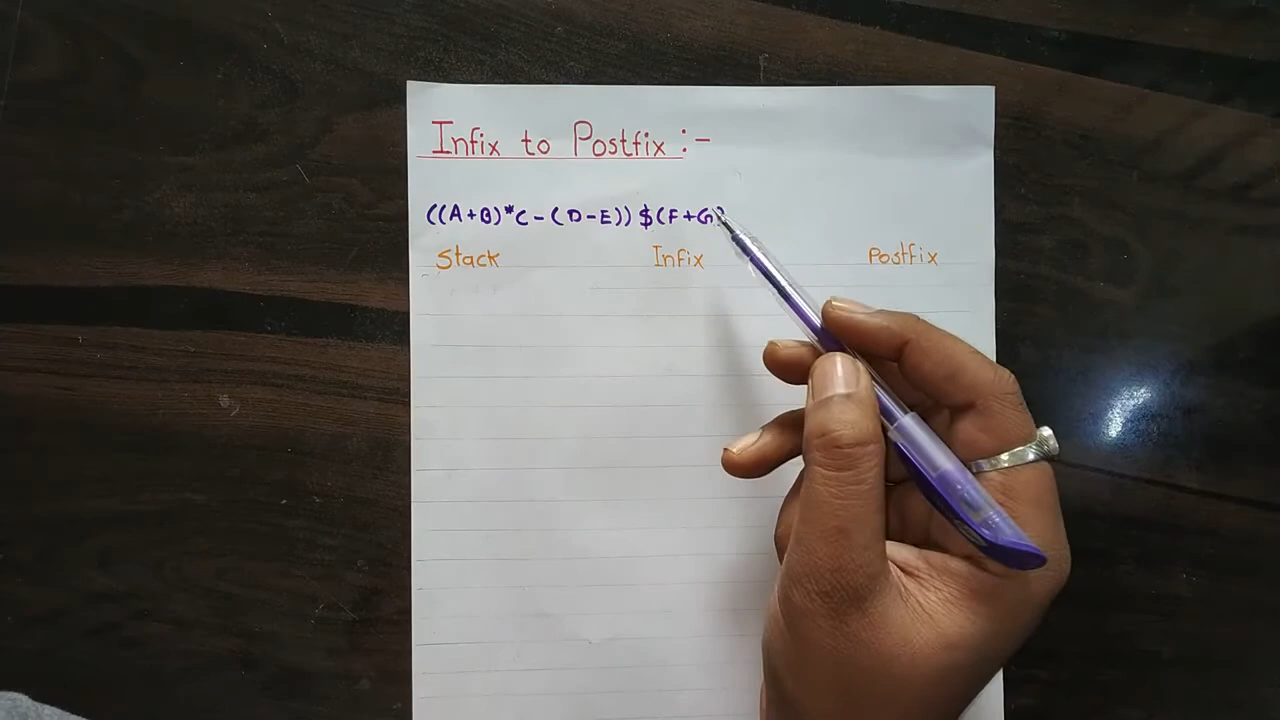 Infix to Postfix :-
((A+B)*C-(D-E))$(F+G)
Stack Infix Postfix